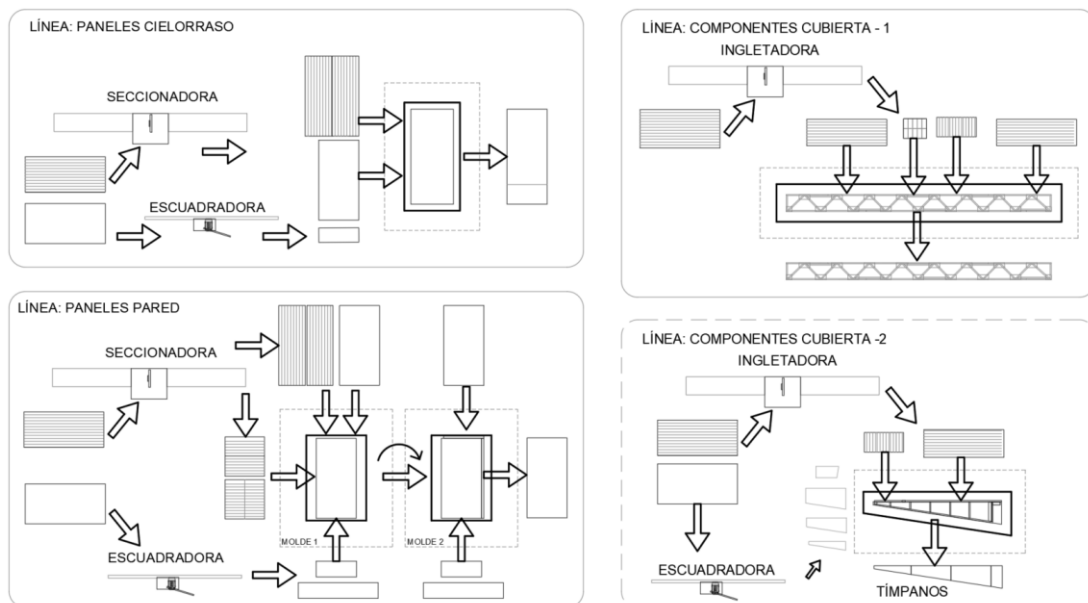 LÍNEA: PANELES CIELORRASO
SECCIONADORA
ESCUADRADORA
LÍNEA: PANELES PARED
SECCIONADORA
MOLDE 1
MOLDE 2
ESCUADRADORA
LÍNEA: COMPONENTES CUBIERTA - 1
INGLETADORA
LÍNEA: COMPONENTES CUBIERTA -2
INGLETADORA
ESCUADRADORA
TÍMPANOS